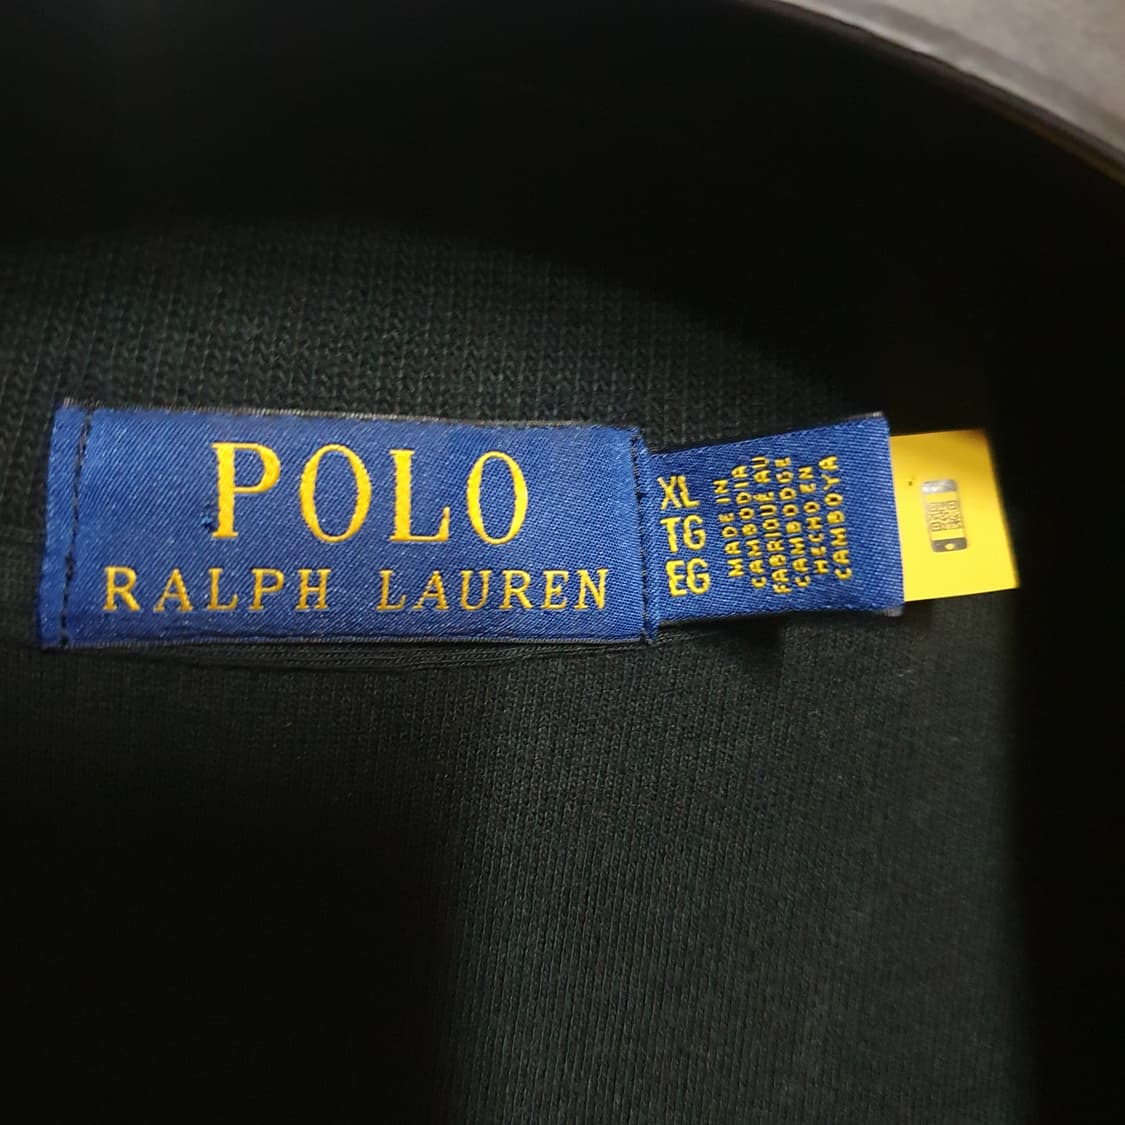 POLO
RALPH LAUREN
XL
TG
EG
MADE IN
CAMBODIA
FABRIQUÉ AU
CAMBODGE
HECHO EN
CAMBOYA